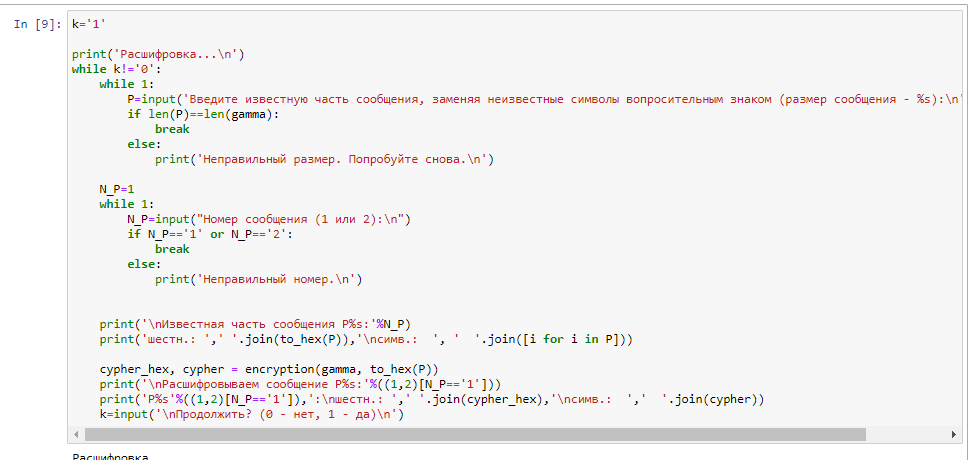 In [9]: k='1'
print('Расшифровка...\n')
while k!='0':
    while 1:
        P=input('Введите известную часть сообщения, заменяя неизвестные символы вопросительным знаком (размер сообщения - %s):\n'
        if len(P)==len(gamma):
            break
        else:
            print('Неправильный размер. Попробуйте снова.\n')
    N_P=1
    while 1:
        N_P=input("Номер сообщения (1 или 2):\n")
        if N_P=='1' or N_P=='2':
            break
        else:
            print('Неправильный номер.\n')
    print('\nИзвестная часть сообщения P%s:'%N_P)
    print('шестн.: ',' '.join(to_hex(P)),'\nсимв.:  ', '  '.join([i for i in P]))
    cypher_hex, cypher = encryption(gamma, to_hex(P))
    print('\nРасшифровываем сообщение P%s:'%((1,2)[N_P=='1']))
    print('P%s'%((1,2)[N_P=='1']),':\nшестн.: ',' '.join(cypher_hex),'\nсимв.:  ','  '.join(cypher))
    k=input('\nПродолжить? (0 - нет, 1 - да)\n')
Расшифровка